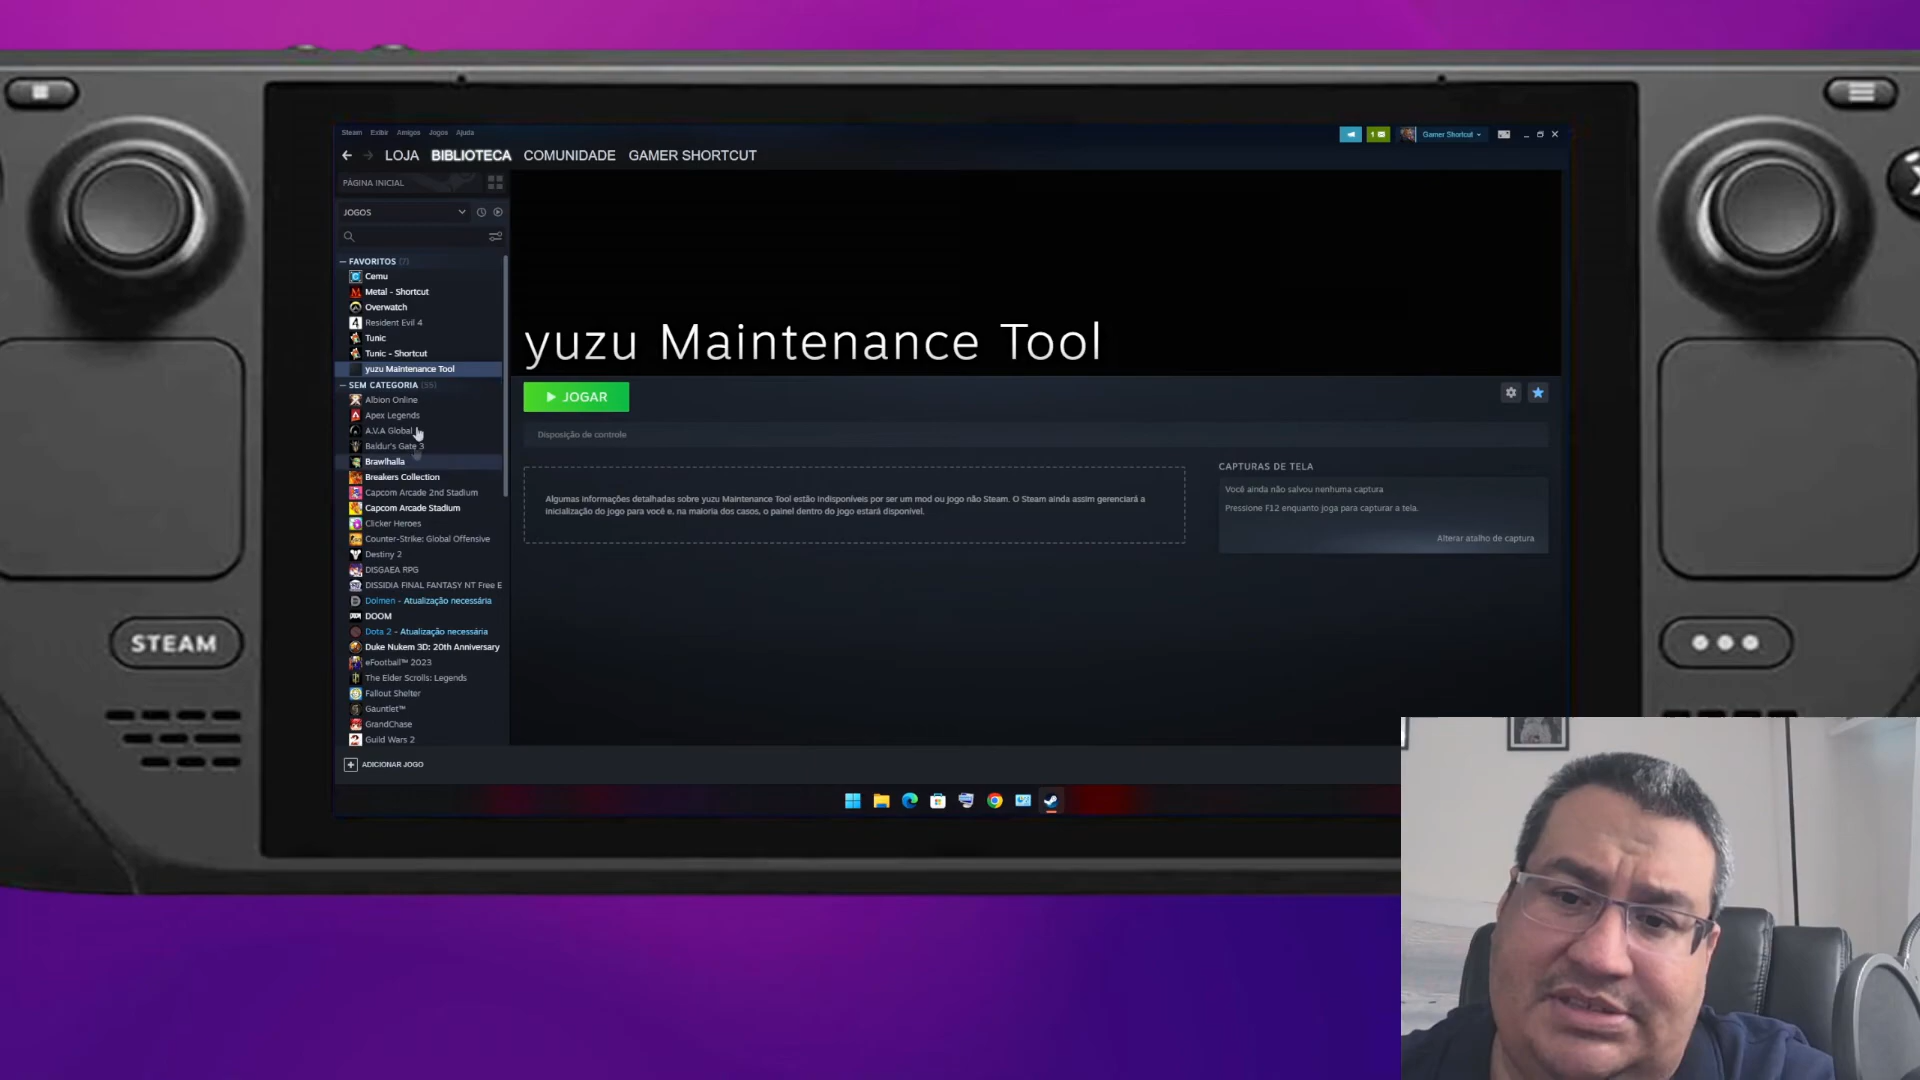 Steam Exibir Amigos Jogos Ajuda
1
Gamer Shortcut
LOJA BIBLIOTECA COMUNIDADE GAMER SHORTCUT
PÁGINA INICIAL
JOGOS
FAVORITOS (7)
Cemu
Metal - Shortcut
Overwatch
Resident Evil 4
Tunic
Tunic - Shortcut
yuzu Maintenance Tool
SEM CATEGORIA (55)
Albion Online
Apex Legends
A.V.A Global
Baldur's Gate 3
Brawlhalla
Breakers Collection
Capcom Arcade 2nd Stadium
Capcom Arcade Stadium
Clicker Heroes
Counter-Strike: Global Offensive
Destiny 2
DISGAEA RPG
DISSIDIA FINAL FANTASY NT Free E
Dolmen - Atualização necessária
DOOM
Dota 2 - Atualização necessária
Duke Nukem 3D: 20th Anniversary
eFootball™ 2023
The Elder Scrolls: Legends
Fallout Shelter
Gauntlet™
GrandChase
Guild Wars 2
ADICIONAR JOGO
yuzu Maintenance Tool
JOGAR
Disposição de controle
Algumas informações detalhadas sobre yuzu Maintenance Tool estão indisponíveis por ser um mod ou jogo não Steam. O Steam ainda assim gerenciará a
inicialização do jogo para você e, na maioria dos casos, o painel dentro do jogo estará disponível.
CAPTURAS DE TELA
Você ainda não salvou nenhuma captura
Pressione F12 enquanto joga para capturar a tela.
Alterar atalho de captura
STEAM